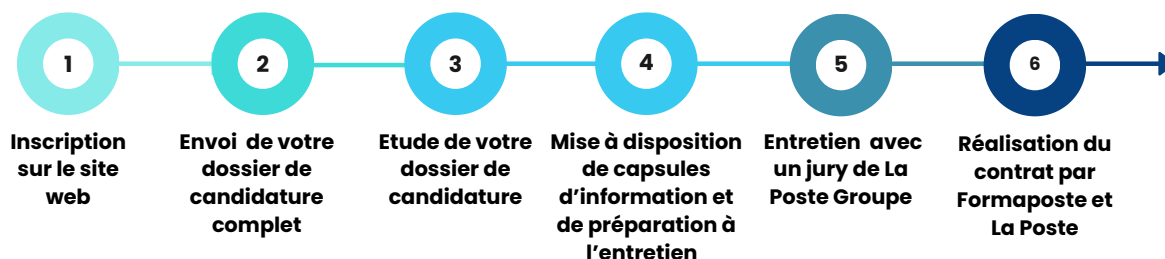 1
Inscription
sur le site
web
2
Envoi de votre
dossier de
candidature
complet
3
Etude de votre
dossier de
candidature
4
Mise à disposition
de capsules
d’information et
de préparation à
l’entretien
5
Entretien avec
un jury de La
Poste Groupe
6
Réalisation du
contrat par
Formaposte et
La Poste